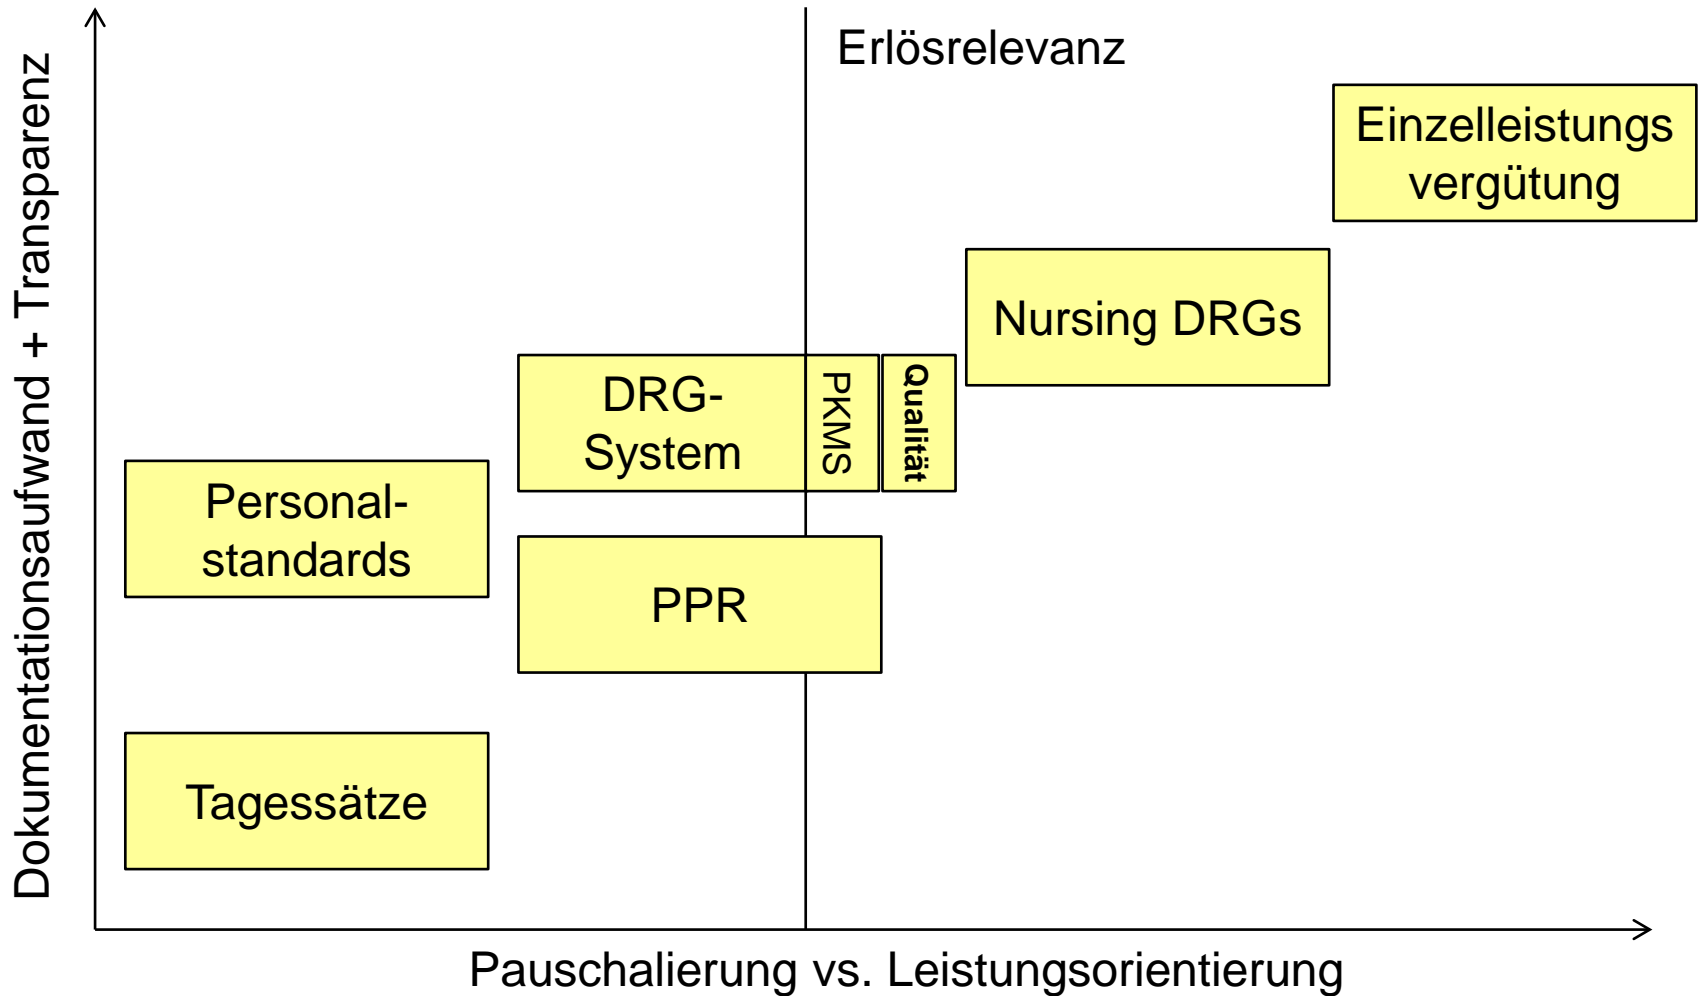 Dokumentationsaufwand + Transparenz
Erlösrelevanz
Einzelleistungs
vergütung
Nursing DRGs
DRG-
System
PKMS
Qualität
Personal-
standards
PPR
Tagessätze
Pauschalierung vs. Leistungsorientierung